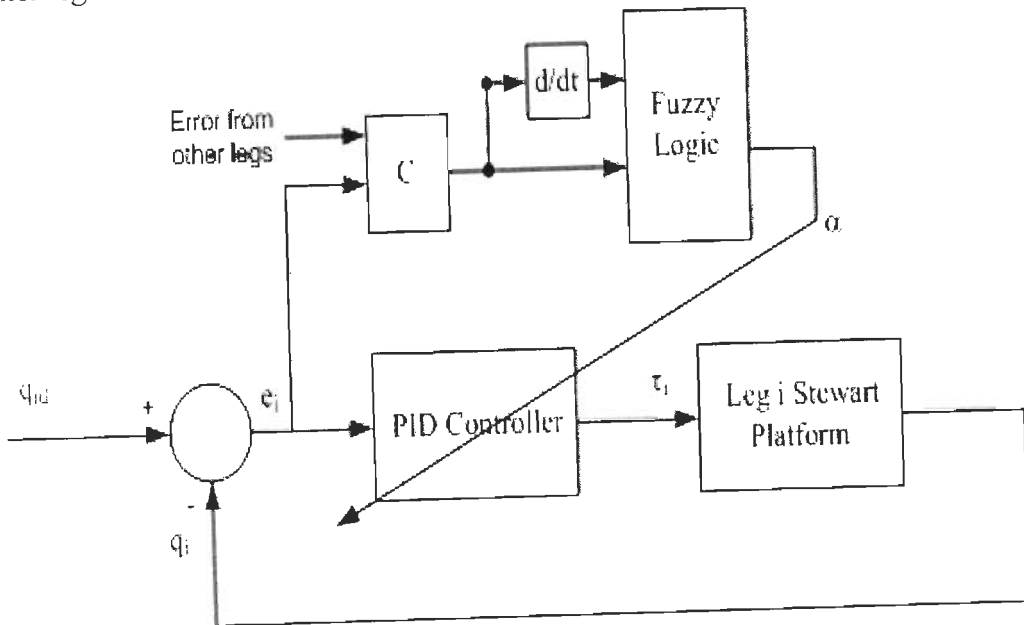 d/dt
Fuzzy
Logic
Error from
other legs
C
α
q_id
+
e_i
PID Controller
τ_i
Leg i Stewart
Platform
-
q_i